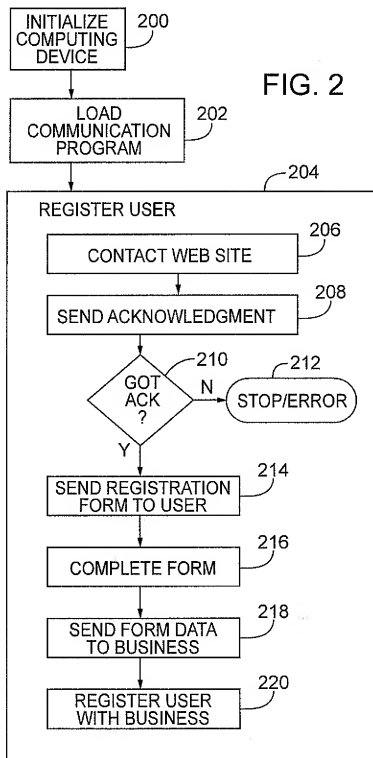 INITIALIZE
COMPUTING
DEVICE
200
FIG. 2
LOAD
COMMUNICATION
PROGRAM
202
204
REGISTER USER
206
CONTACT WEB SITE
208
SEND ACKNOWLEDGMENT
210
GOT
ACK
?
N
212
STOP/ERROR
Y
214
SEND REGISTRATION
FORM TO USER
216
COMPLETE FORM
218
SEND FORM DATA
TO BUSINESS
220
REGISTER USER
WITH BUSINESS